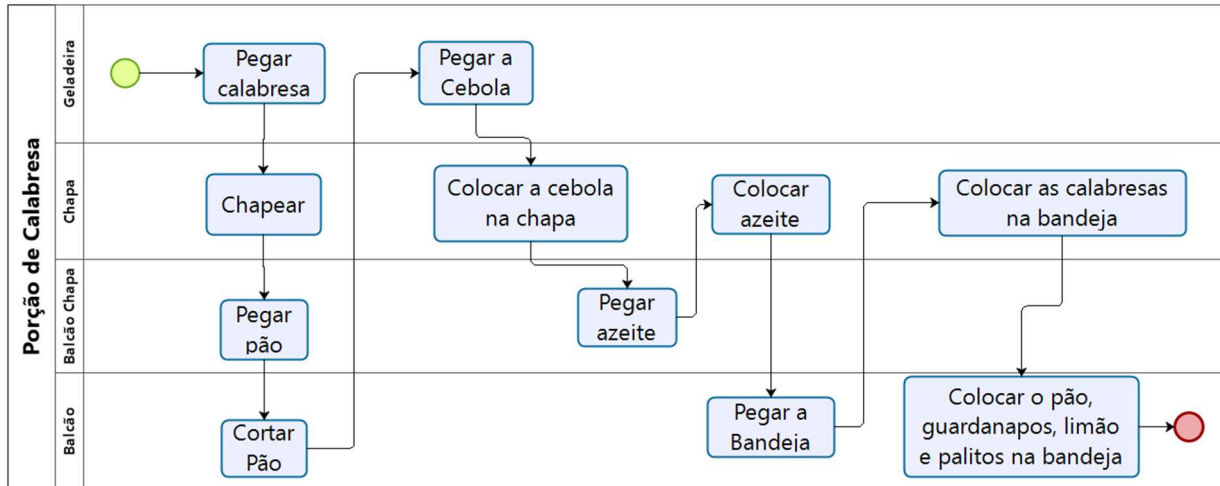 Porção de Calabresa
Geladeira
Pegar
calabresa
Pegar a
Cebola
Chapa
Chapear
Colocar a cebola
na chapa
Colocar
azeite
Colocar as calabresas
na bandeja
Balcão Chapa
Pegar
pão
Pegar
azeite
Balcão
Cortar
Pão
Pegar a
Bandeja
Colocar o pão,
guardanapos, limão
e palitos na bandeja